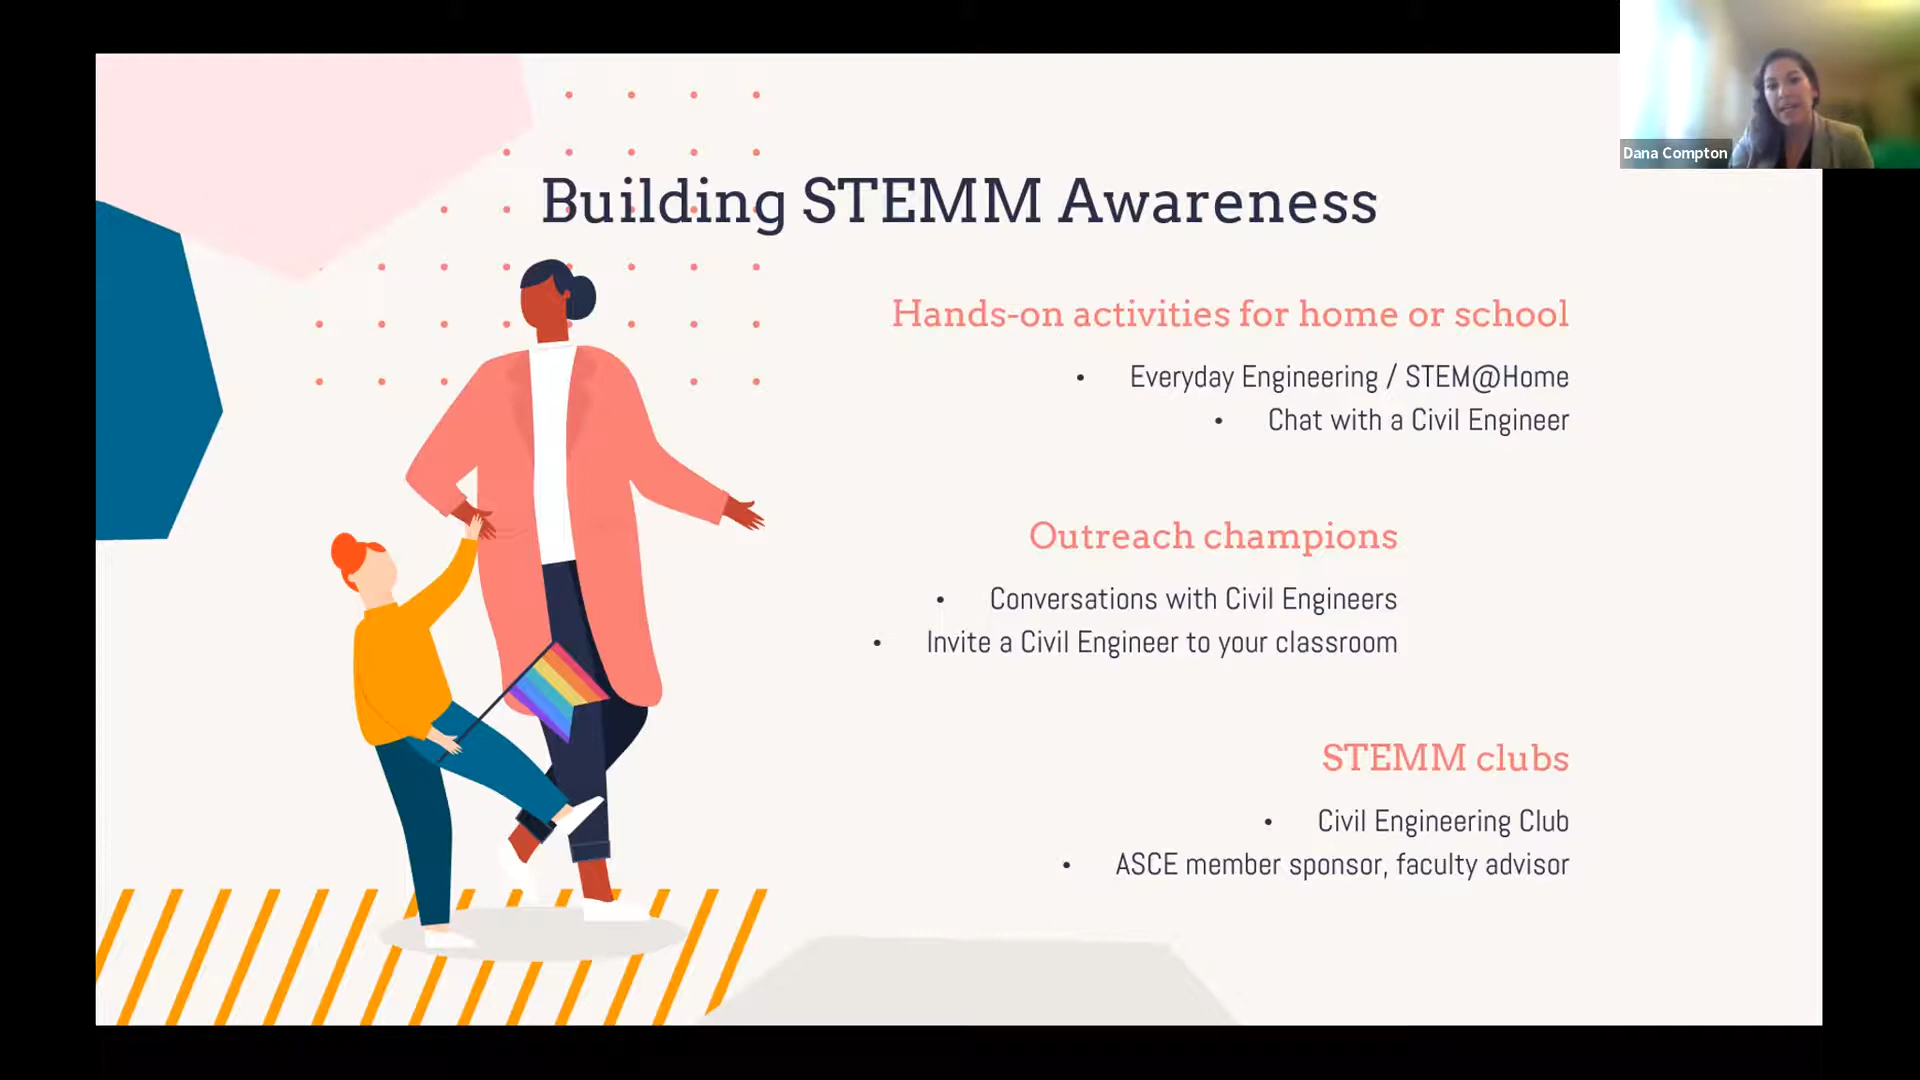 Dana Compton
Building STEMM Awareness
Hands-on activities for home or school
• Everyday Engineering / STEM@Home
• Chat with a Civil Engineer
Outreach champions
• Conversations with Civil Engineers
• Invite a Civil Engineer to your classroom
STEMM clubs
• Civil Engineering Club
• ASCE member sponsor, faculty advisor